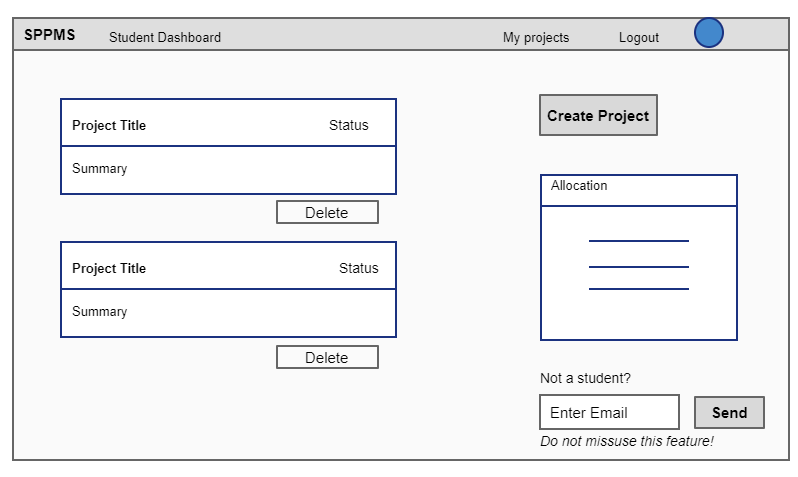 SPPMS Student Dashboard My projects Logout
Project Title Status
Summary
Delete
Project Title Status
Summary
Delete
Create Project
Allocation
Not a student?
Enter Email Send
Do not missuse this feature!